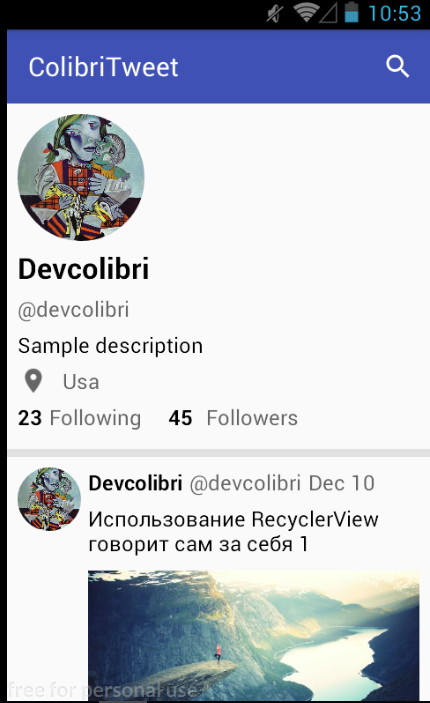 10:53
ColibriTweet
Devcolibri
@devcolibri
Sample description
Usa
23 Following 45 Followers
Devcolibri @devcolibri Dec 10
Использование RecyclerView
говорит сам за себя 1
free for personal use